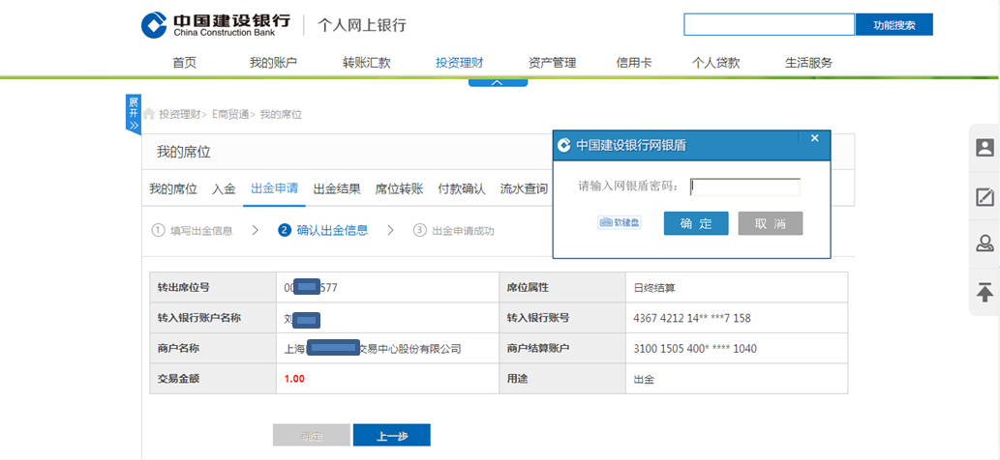 中国建设银行 个人网上银行 功能搜索
China Construction Bank
首页 我的账户 转账汇款 投资理财 资产管理 信用卡 个人贷款 生活服务
展开
投资理财> E商贸通> 我的席位
我的席位
我的席位 入金 出金申请 出金结果 席位转账 付款确认 流水查询
1 填写出金信息 2 确认出金信息 3 出金申请成功
中国建设银行网银盾
请输入网银盾密码：
软键盘 确 定 取 消
转出席位号 00 577 席位属性 日终结算
转入银行账户名称 刘 转入银行账号 4367 4212 14** ***7 158
商户名称 上海 交易中心股份有限公司 商户结算账户 3100 1505 400* **** 1040
交易金额 1.00 用途 出金
确定 上一步